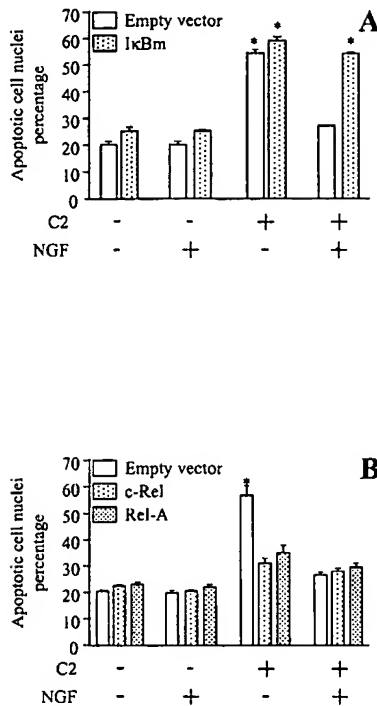 A
Empty vector
IκBm
Apoptotic cell nuclei
percentage
70
60
50
40
30
20
10
0
* * *
C2 - - + +
NGF - + - +
B
Empty vector
c-Rel
Rel-A
Apoptotic cell nuclei
percentage
70
60
50
40
30
20
10
0
*
C2 - - + +
NGF - + - +